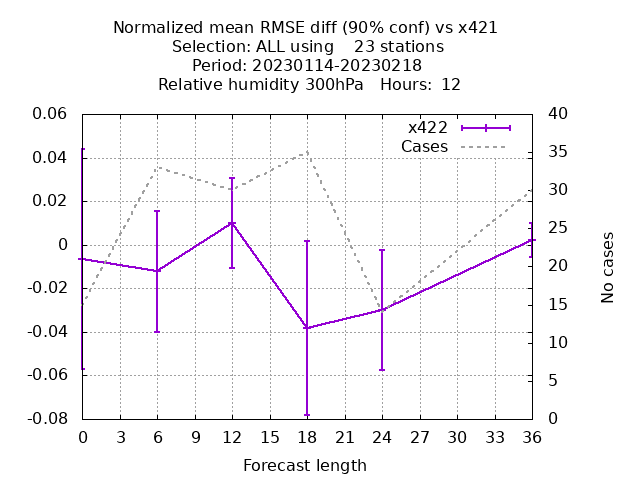 Normalized mean RMSE diff (90% conf) vs x421
Selection: ALL using    23 stations
Period: 20230114-20230218
Relative humidity 300hPa   Hours:  12
x422
Cases
0.06
0.04
0.02
0
-0.02
-0.04
-0.06
-0.08
40
35
30
25
20
15
10
5
0
No cases
0 3 6 9 12 15 18 21 24 27 30 33 36
Forecast length